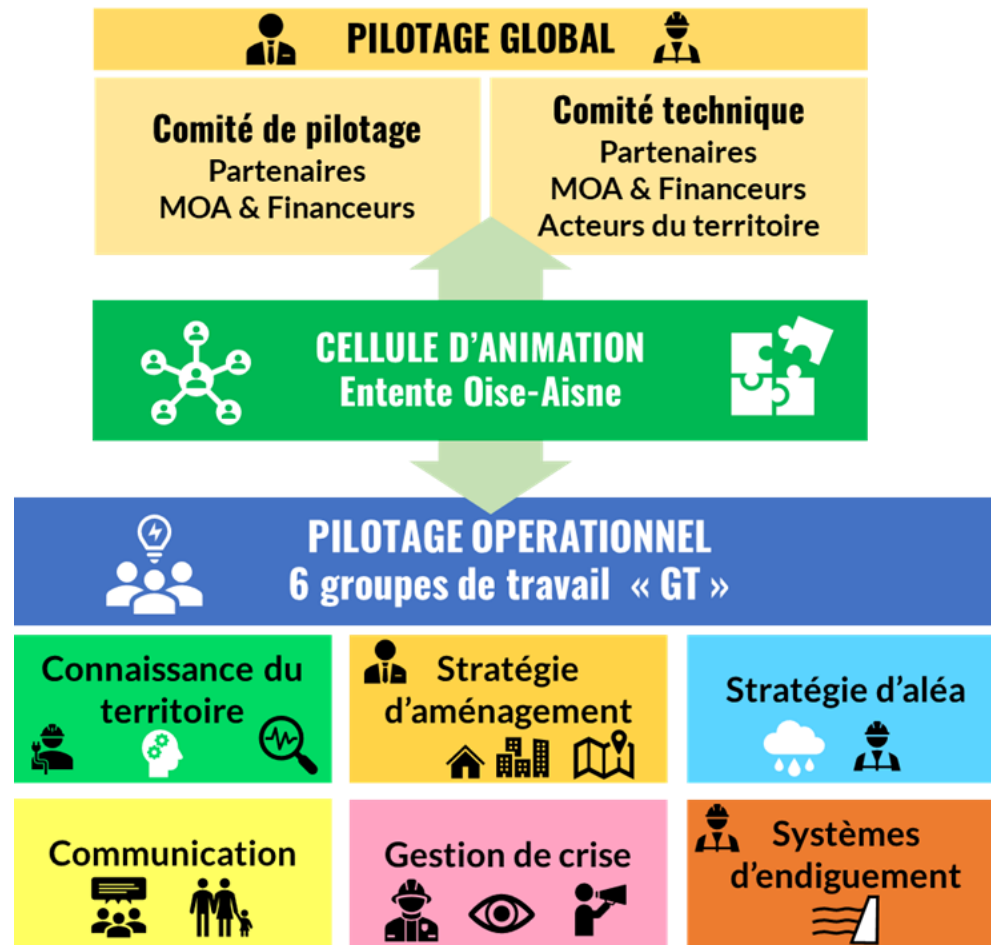 PILOTAGE GLOBAL
Comité de pilotage
Partenaires
MOA & Financeurs
Comité technique
Partenaires
MOA & Financeurs
Acteurs du territoire
CELLULE D'ANIMATION
Entente Oise-Aisne
PILOTAGE OPERATIONNEL
6 groupes de travail « GT »
Connaissance du
territoire
Stratégie
d'aménagement
Stratégie d'aléa
Communication
Gestion de crise
Systèmes
d'endiguement